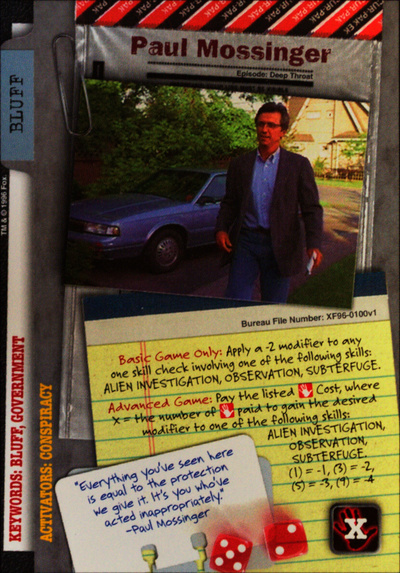 Paul Mossinger
Episode: Deep Throat
BLUFF
TM & © 1996 Fox.
KEYWORDS: BLUFF, GOVERNMENT
ACTIVATORS: CONSPIRACY
Bureau File Number: XF96-0100v1
Basic Game Only: Apply a -2 modifier to any
one skill check involving one of the following skills:
ALIEN INVESTIGATION, OBSERVATION, SUBTERFUGE.
Advanced Game: Pay the listed Cost, where
X = the number of paid to gain the desired
modifier to one of the following skills:
ALIEN INVESTIGATION,
OBSERVATION,
SUBTERFUGE.
(1) = -1, (3) = -2,
(5) = -3, (9) = -4
"Everything you've seen here
is equal to the protection
we give it. It's you who've
acted inappropriately."
-Paul Mossinger
X